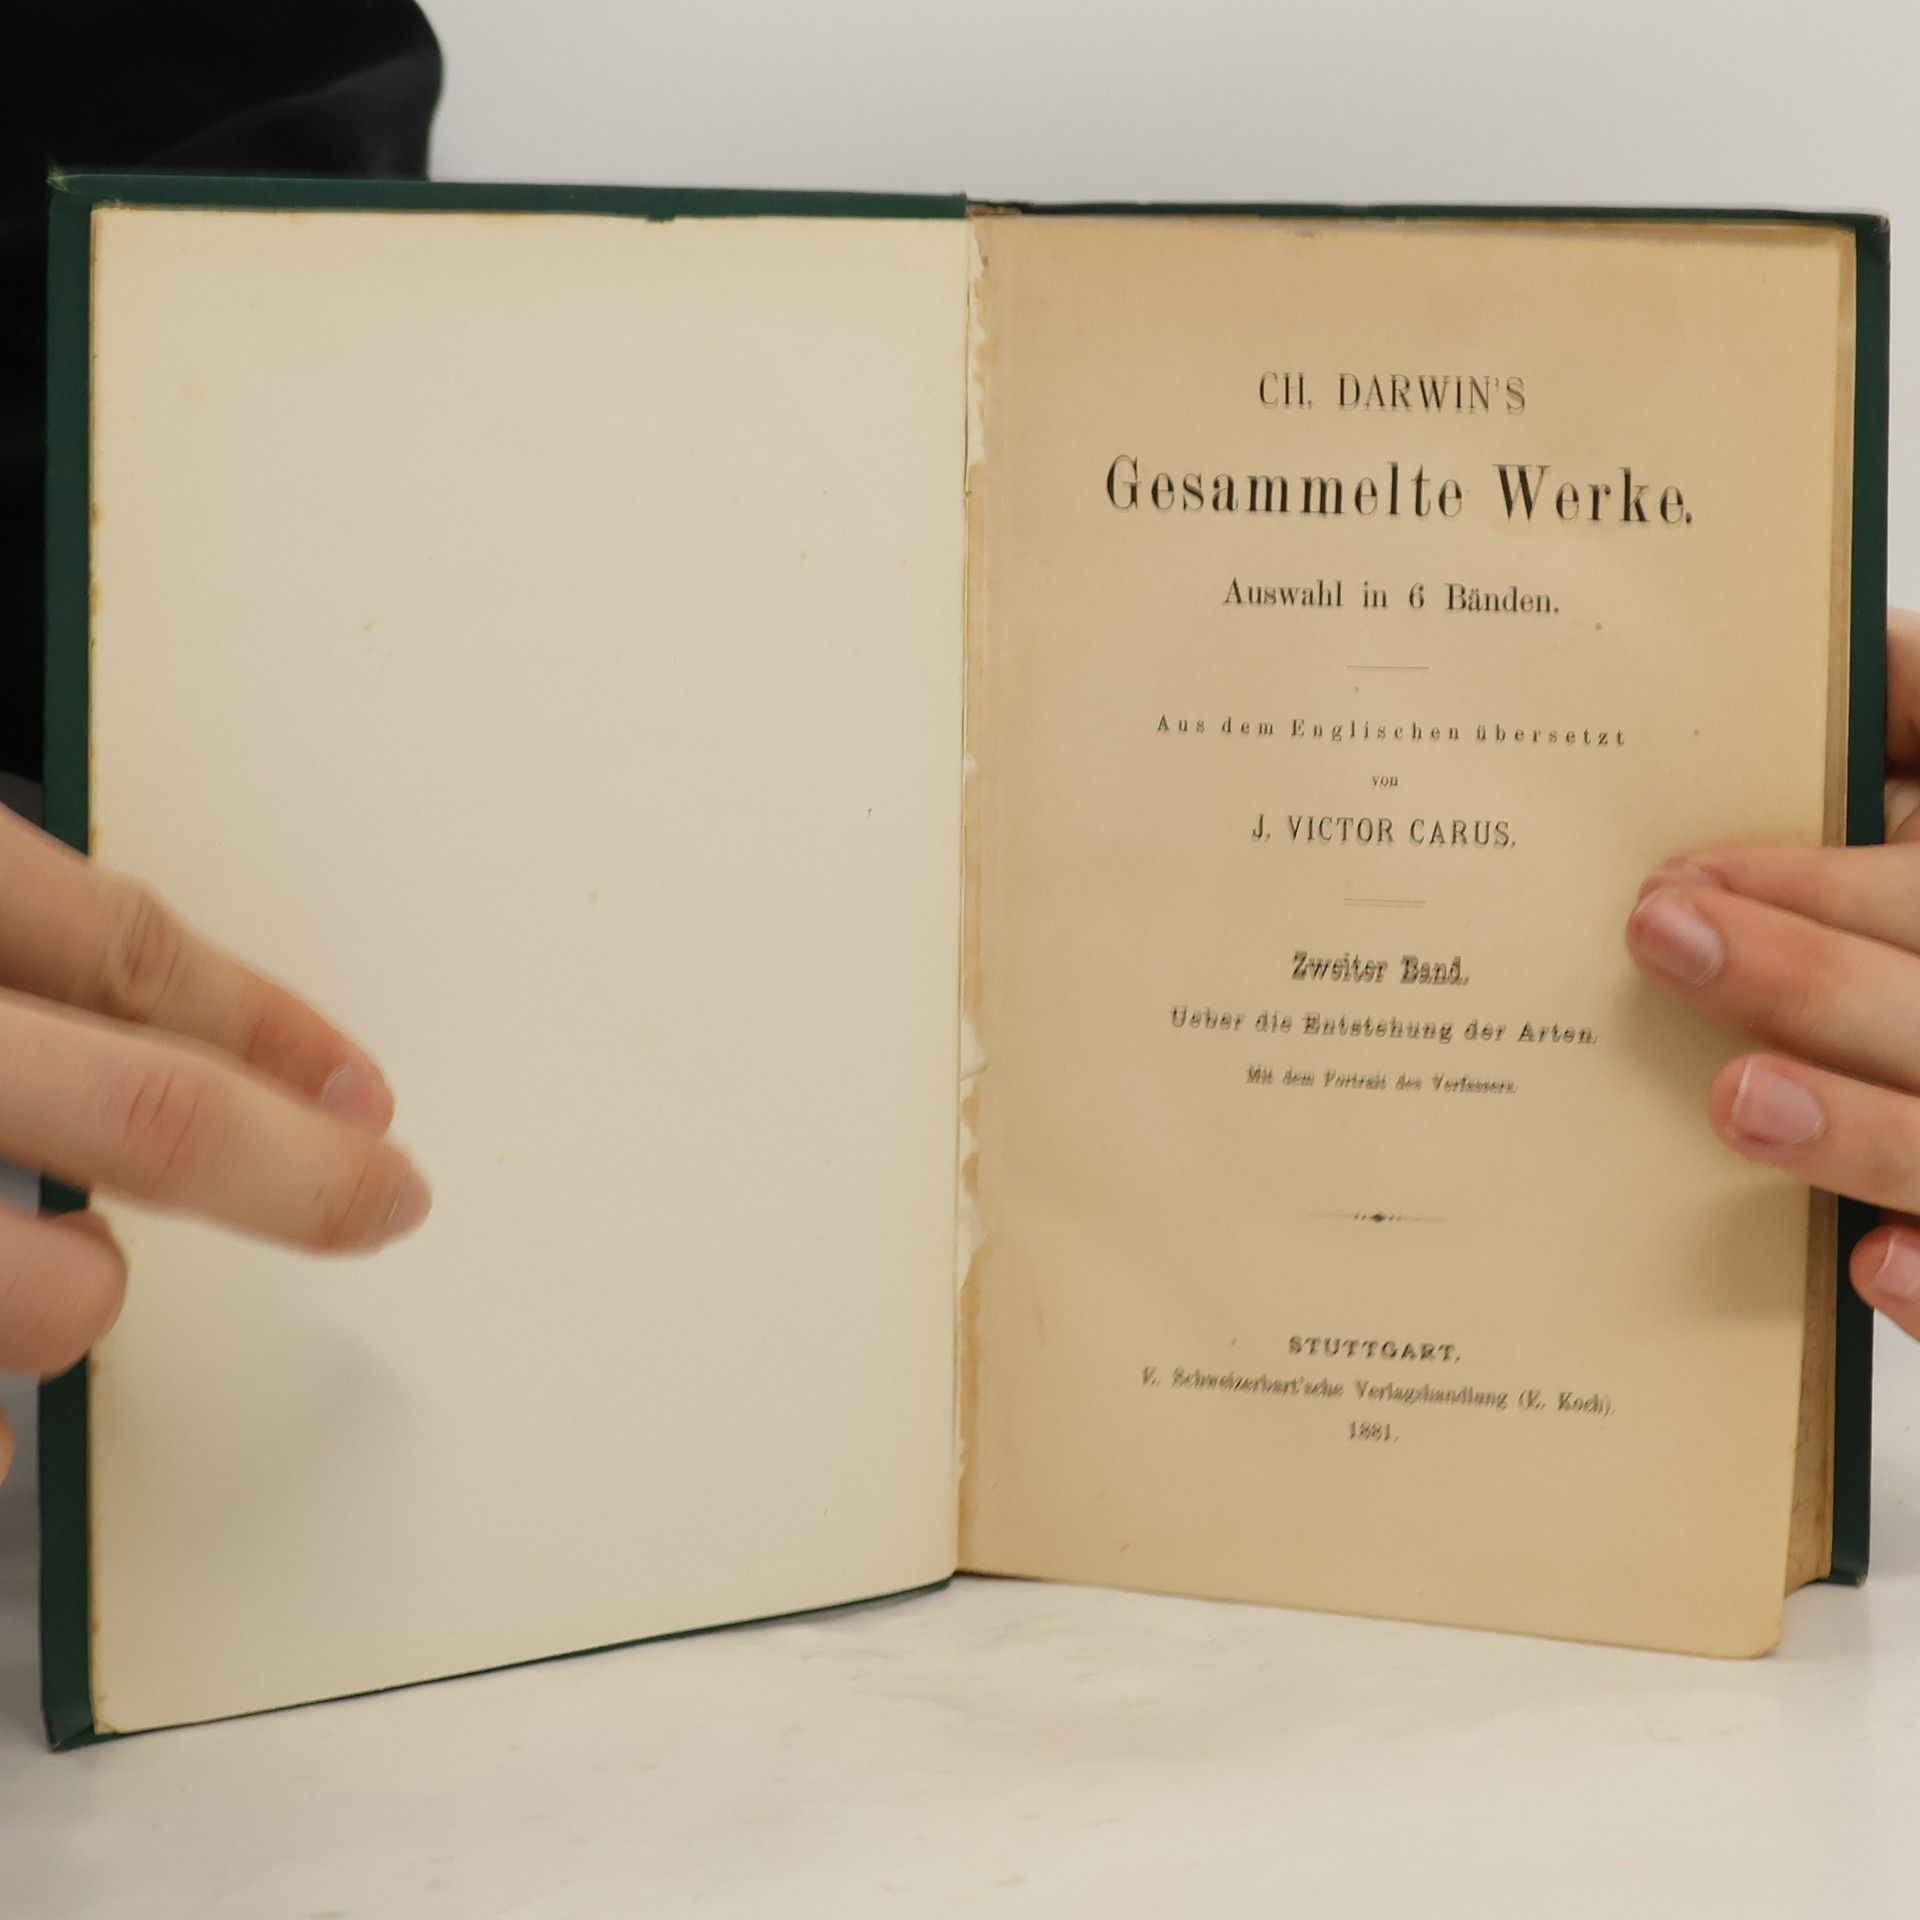 CH. DARWIN'S
Gesammelte Werke.
Auswahl in 6 Bänden.
Aus dem Englischen übersetzt
von
J. VICTOR CARUS.
Zweiter Band.
Ueber die Entstehung der Arten.
Mit dem Portrait des Verfassers.
STUTTGART.
E. Schweizerbart'sche Verlagshandlung (E. Koch).
1881.